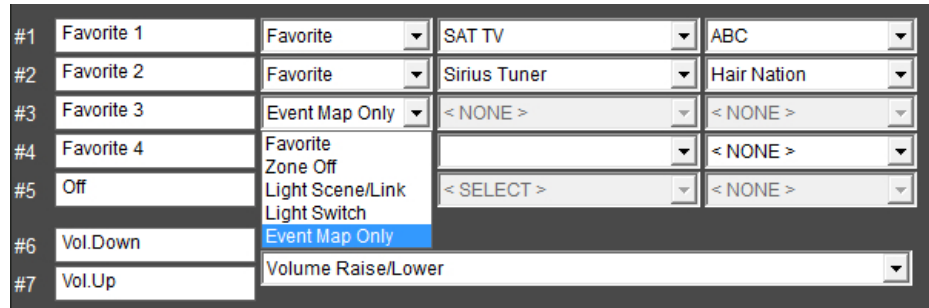 #1 Favorite 1 Favorite SAT TV ABC
#2 Favorite 2 Favorite Sirius Tuner Hair Nation
#3 Favorite 3 Event Map Only < NONE > < NONE >
#4 Favorite 4 < NONE >
#5 Off < SELECT > < NONE >
Favorite
Zone Off
Light Scene/Link
Light Switch
Event Map Only
#6 Vol.Down
Volume Raise/Lower
#7 Vol.Up